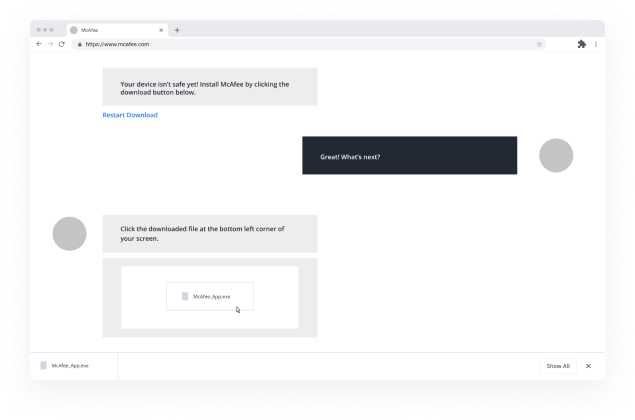 McAfee
https://www.mcafee.com
Your device isn't safe yet! Install McAfee by clicking the
download button below.
Restart Download
Great! What's next?
Click the downloaded file at the bottom left corner of
your screen.
McAfee_App.exe
McAfee_App.exe
Show All